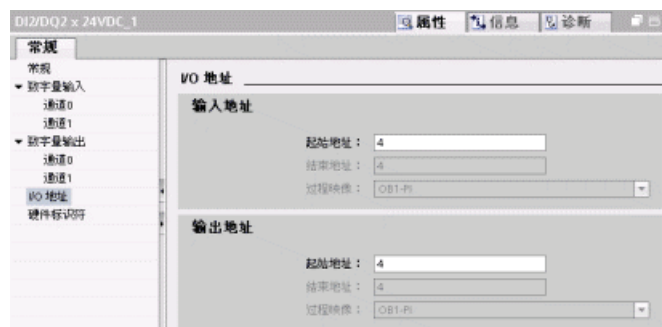 DI2/DQ2 x 24VDC_1
属性
信息
诊断
常规
常规
数字量输入
通道0
通道1
数字量输出
通道0
通道1
I/O 地址
硬件标识符
I/O 地址
输入地址
起始地址： 4
结束地址： 4
过程映像： OB1-PI
输出地址
起始地址： 4
结束地址： 4
过程映像： OB1-PI